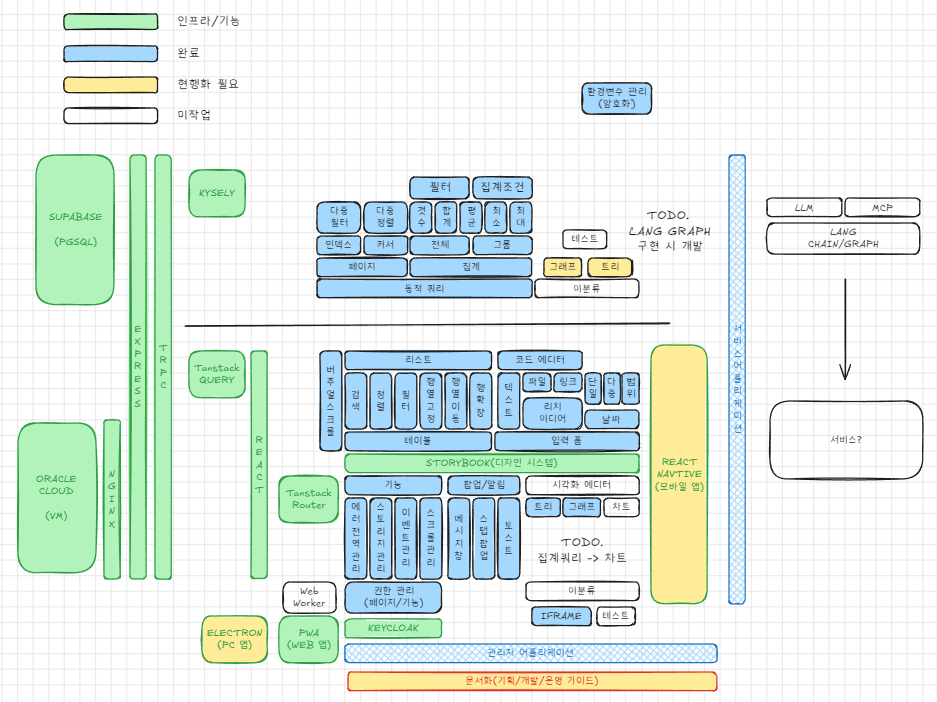 인프라/기능
완료
현행화 필요
미작업
환경변수 관리
(암호화)
SUPABASE
(PGSQL)
EXPRESS
TRPC
KYSELY
필터
집계조건
다중
필터
다중
정렬
갯
수
합
계
평
균
최
소
최
대
인덱스
커서
전체
그룹
페이지
집계
동적 쿼리
테스트
그래프
트리
미분류
TODO.
LANG GRAPH
구현 시 개발
서비스어플리케이션
LLM
MCP
LANG
CHAIN/GRAPH
서비스?
Tanstack
QUERY
REACT
버추얼스크롤
리스트
코드 에디터
검색
정렬
필터
행열고정
행열이동
행확장
텍스트
파일
링크
단일
다중
범위
리치
미디어
날짜
테이블
입력 폼
STORYBOOK(디자인 시스템)
REACT
NAVTIVE
(모바일 앱)
ORACLE
CLOUD
(VM)
NGINX
Tanstack
Router
기능
팝업/알림
시각화 에디터
트리
그래프
차트
에러전역관리
스토리지관리
이벤트관리
스크롤관리
메시지창
스탭팝업
토스트
TODO.
집계쿼리 -> 차트
Web
Worker
권한 관리
(페이지/기능)
미분류
IFRAME
테스트
ELECTRON
(PC 앱)
PWA
(WEB 앱)
KEYCLOAK
관리자 어플리케이션
문서화(기획/개발/운영 가이드)